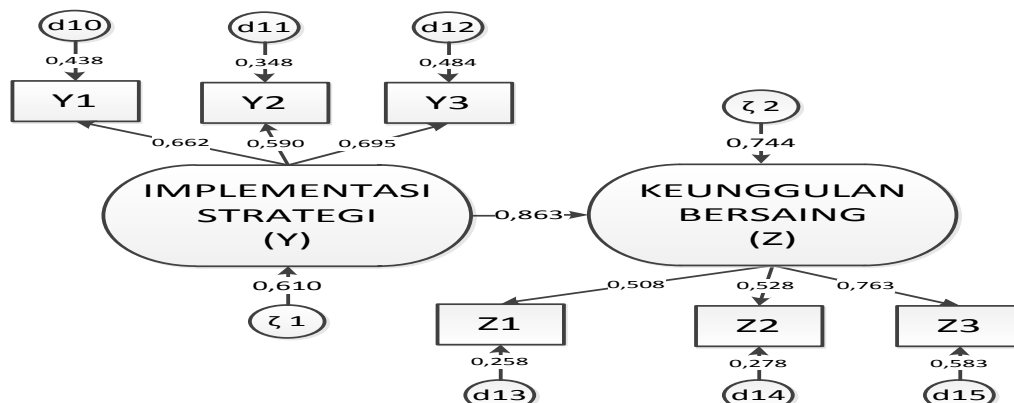 d10 d11 d12
0,438 0,348 0,484
Y1 Y2 Y3
ζ 2
0,662 0,590 0,695 0,744
IMPLEMENTASI
STRATEGI
(Y)
0,863
KEUNGGULAN
BERSAING
(Z)
0,610
ζ 1
0,508 0,528 0,763
Z1 Z2 Z3
0,258 0,278 0,583
d13 d14 d15